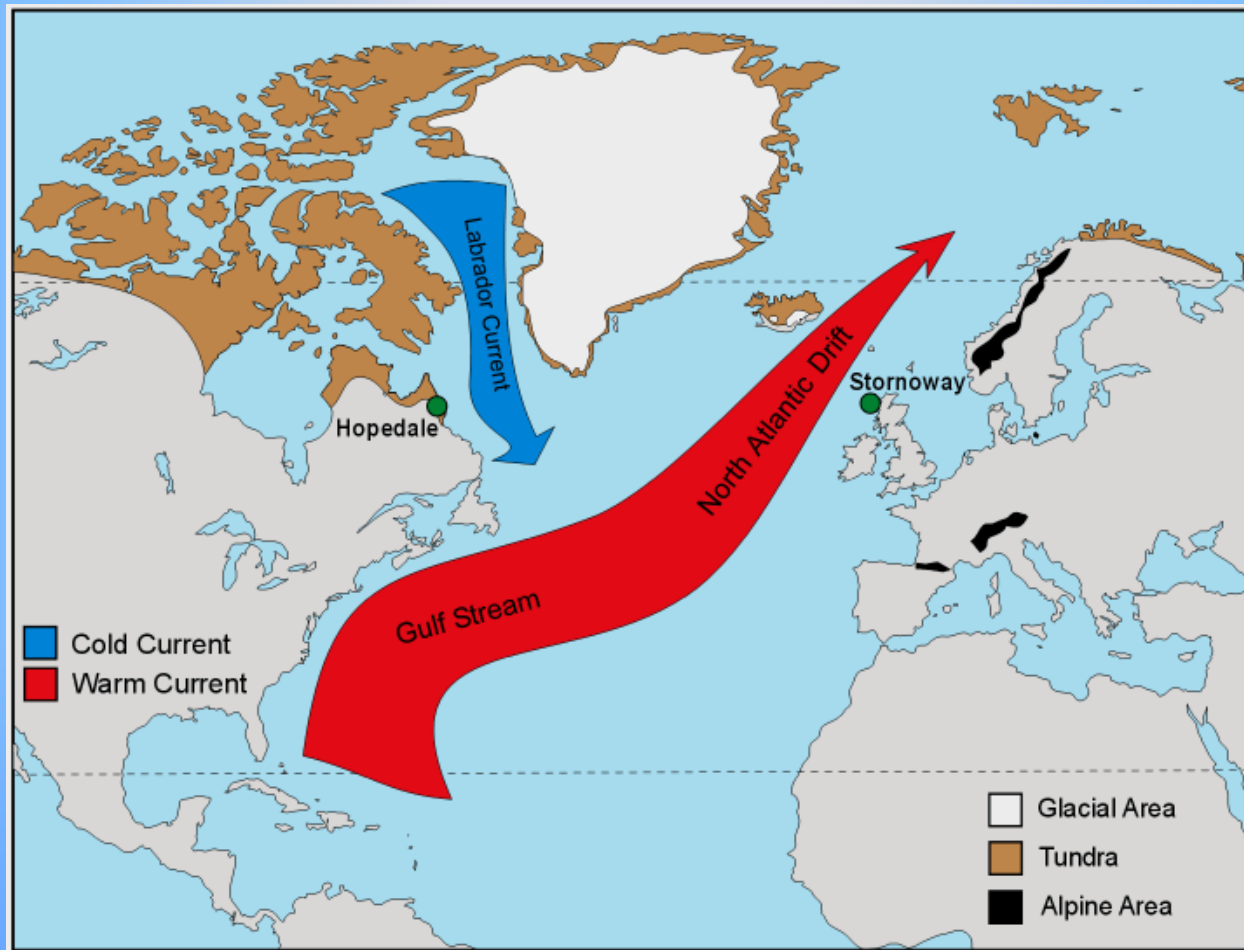 Labrador Current
Hopedale
Stornoway
North Atlantic Drift
Gulf Stream
Cold Current
Warm Current
Glacial Area
Tundra
Alpine Area